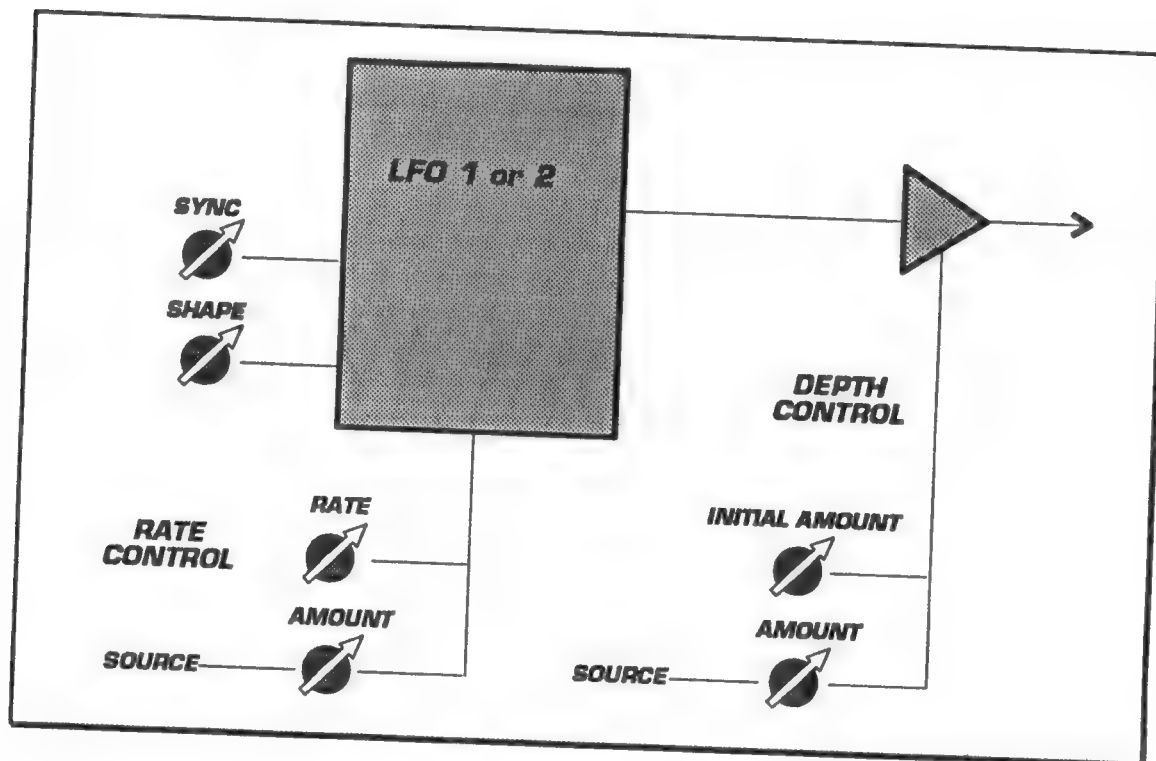 LFO 1 or 2
SYNC
SHAPE
DEPTH
CONTROL
RATE
INITIAL AMOUNT
RATE
CONTROL
AMOUNT
AMOUNT
SOURCE
SOURCE